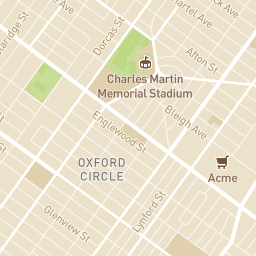 Dorcas St
Afton St
Charles Martin
Memorial Stadium
Bleigh Ave
Englewood St
OXFORD
CIRCLE
Acme
Lynford St
Glenview St